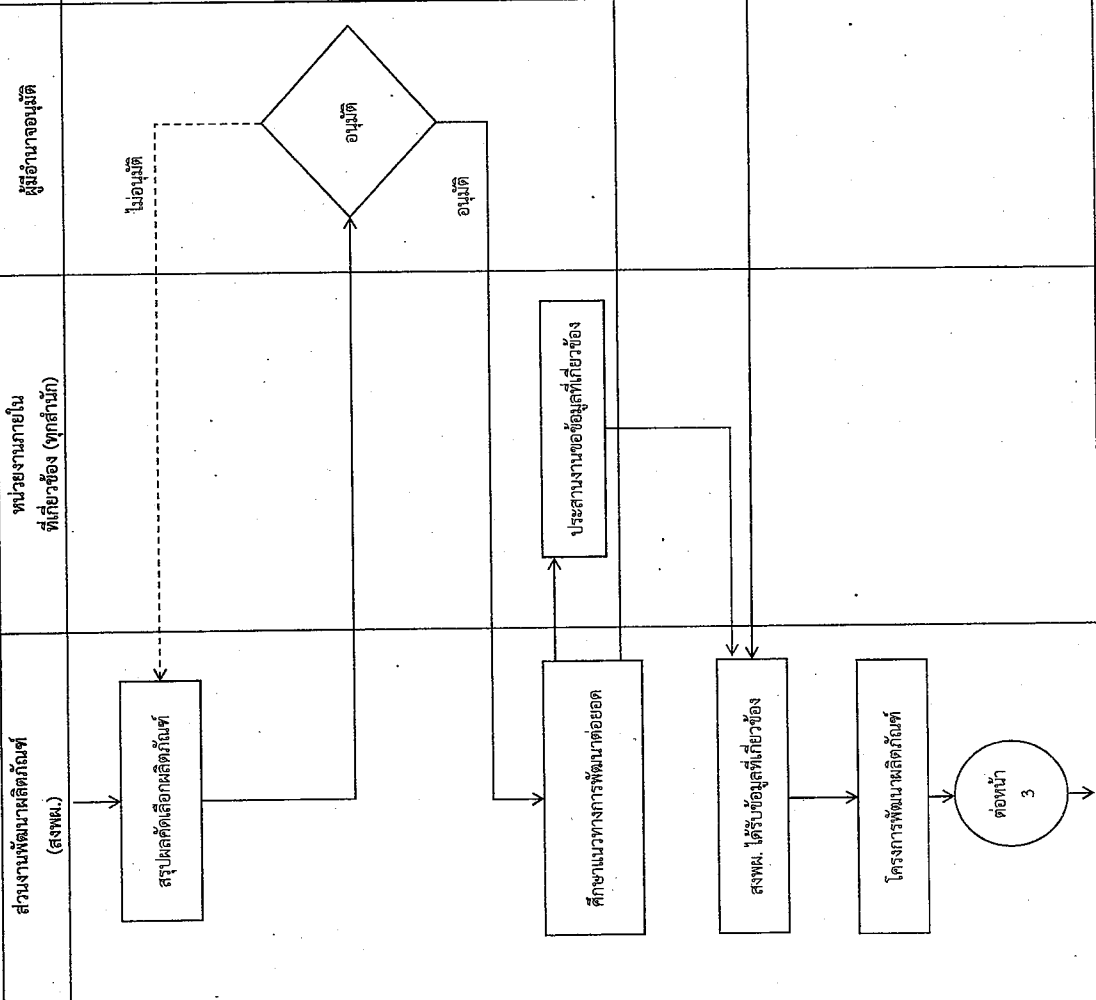 ส่วนงานพัฒนาผลิตภัณฑ์
(สงพผ.)
หน่วยงานภายใน
ที่เกี่ยวข้อง (ทุกสำนัก)
ผู้มีอำนาจอนุมัติ
สรุปผลคัดเลือกผลิตภัณฑ์
ไม่อนุมัติ
อนุมัติ
อนุมัติ
ศึกษาแนวทางการพัฒนาต่อยอด
ประสานงานขอข้อมูลที่เกี่ยวข้อง
สงพผ. ได้รับข้อมูลที่เกี่ยวข้อง
โครงการพัฒนาผลิตภัณฑ์
ต่อหน้า
3